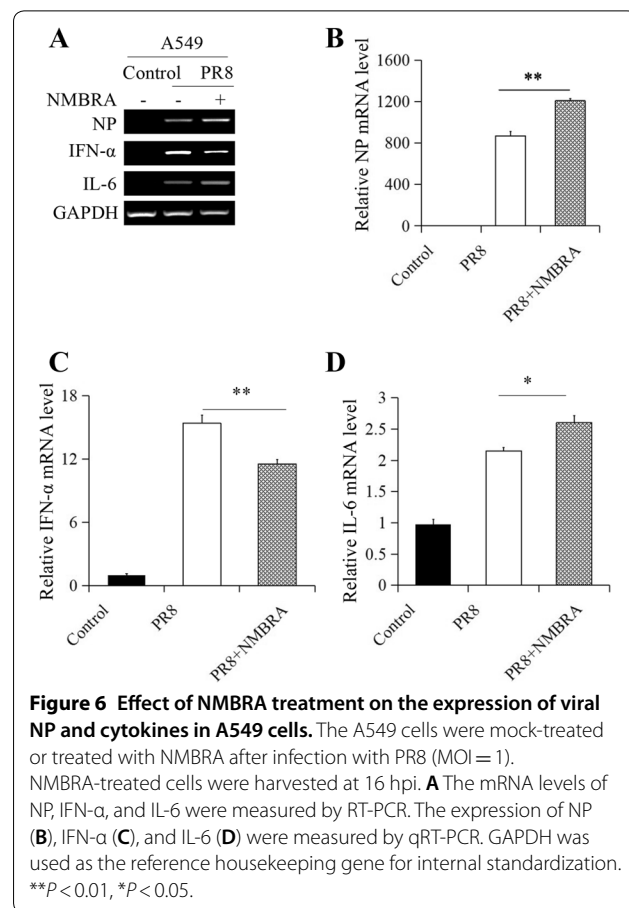 A
A549
Control PR8
NMBRA - - +
NP
IFN-α
IL-6
GAPDH
B
Relative NP mRNA level
1600
1200
800
400
0
**
Control
PR8
PR8+NMBRA
C
Relative IFN-α mRNA level
18
12
6
0
**
Control
PR8
PR8+NMBRA
D
Relative IL-6 mRNA level
3
2.5
2
1.5
1
0.5
0
*
Control
PR8
PR8+NMBRA
Figure 6 Effect of NMBRA treatment on the expression of viral
NP and cytokines in A549 cells. The A549 cells were mock-treated
or treated with NMBRA after infection with PR8 (MOI = 1).
NMBRA-treated cells were harvested at 16 hpi. A The mRNA levels of
NP, IFN-α, and IL-6 were measured by RT-PCR. The expression of NP
(B), IFN-α (C), and IL-6 (D) were measured by qRT-PCR. GAPDH was
used as the reference housekeeping gene for internal standardization.
**P < 0.01, *P < 0.05.